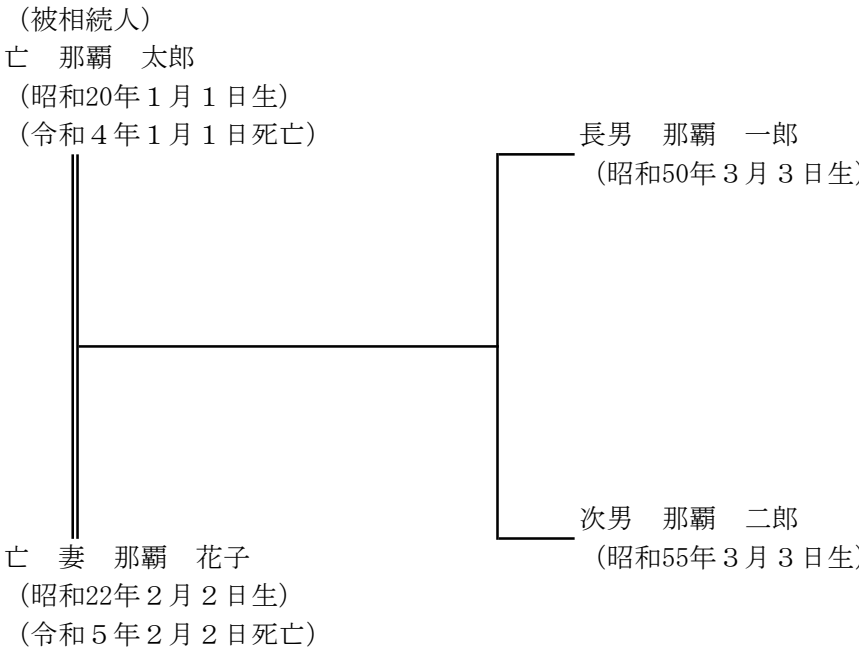 （被相続人）
亡　那覇　太郎
（昭和20年１月１日生）
（令和４年１月１日死亡）
長男　那覇　一郎
（昭和50年３月３日生）
次男　那覇　二郎
（昭和55年３月３日生）
亡　妻　那覇　花子
（昭和22年２月２日生）
（令和５年２月２日死亡）